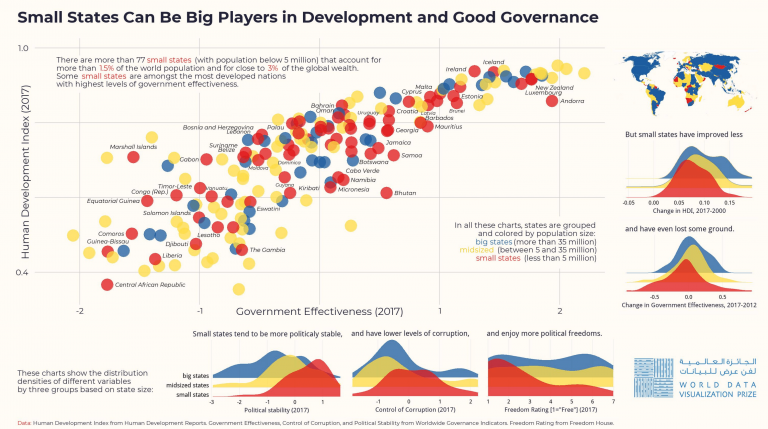 Small States Can Be Big Players in Development and Good Governance
1.0
There are more than 77 small states (with population below 5 million) that account for
more than 1.5% of the world population and for close to 3% of the global wealth.
Some small states are amongst the most developed nations
with highest levels of government effectiveness.
Human Development Index (2017)
0.4
Iceland
Ireland
New Zealand
Luxembourg
Andorra
Malta
Cyprus
Estonia
Bahrain
Oman
Uruguay
Croatia
Latvia
Brunei
Barbados
Mauritius
Bosnia and Herzegovina
Palau
Lebanon
Georgia
Suriname
Belize
Jamaica
Marshall Islands
Gabon
Samoa
Dominica
Botswana
Moldova
Cabo Verde
Namibia
Timor-Leste
Vanuatu
Guyana
Kiribati
Micronesia
Bhutan
Congo (Rep.)
Equatorial Guinea
Solomon Islands
Eswatini
Comoros
Guinea-Bissau
Lesotho
Djibouti
The Gambia
Liberia
Central African Republic
In all these charts, states are grouped
and colored by population size:
big states (more than 35 million)
midsized (between 5 and 35 million)
small states (less than 5 million)
-2 -1 1 2
Government Effectiveness (2017)
But small states have improved less
-0.05 0.00 0.05 0.10 0.15
Change in HDI, 2017-2000
and have even lost some ground.
-0.5 0.0 0.5
Change in Government Effectiveness, 2017-2012
Small states tend to be more politicaly stable,
and have lower levels of corruption,
and enjoy more political freedoms.
These charts show the distribution
densities of different variables
by three groups based on state size:
big states
midsized states
small states
-3 -2 -1 0 1
Political stability (2017)
-1 0 1 2
Control of Corruption (2017)
1 2 3 4 5 6 7
Freedom Rating [1="Free"] (2017)
الجائزة العالمية
لفن عرض للبيانات
WORLD DATA
VISUALIZATION PRIZE
Data: Human Development Index from Human Development Reports. Government Effectiveness, Control of Corruption, and Political Stability from Worldwide Governance Indicators. Freedom Rating from Freedom House.